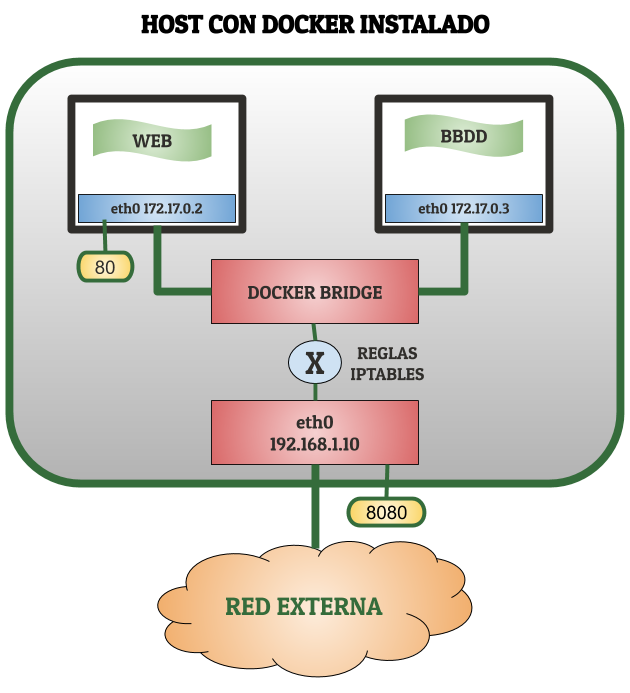 HOST CON DOCKER INSTALADO
WEB
BBDD
eth0 172.17.0.2
eth0 172.17.0.3
80
DOCKER BRIDGE
X
REGLAS
IPTABLES
eth0
192.168.1.10
8080
RED EXTERNA